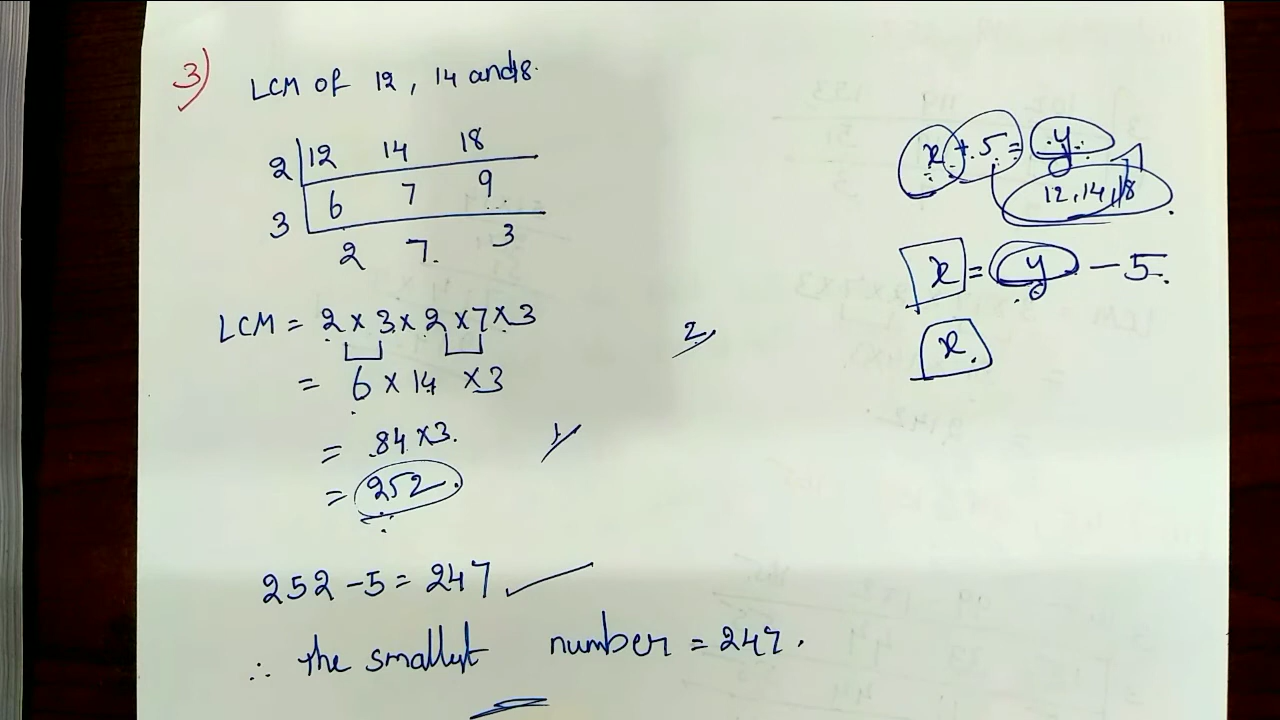 3)
LCM of 12, 14 and 18.
2 | 12 14 18
3 | 6 7 9
2 7. 3
LCM = 2 × 3 × 2 × 7 × 3
= 6 × 14 × 3
= 84 × 3.
= 252.
252 - 5 = 247
∴ the smallest number = 247.
1
2
x + 5 = y
12, 14, 18
x = y - 5.
x.